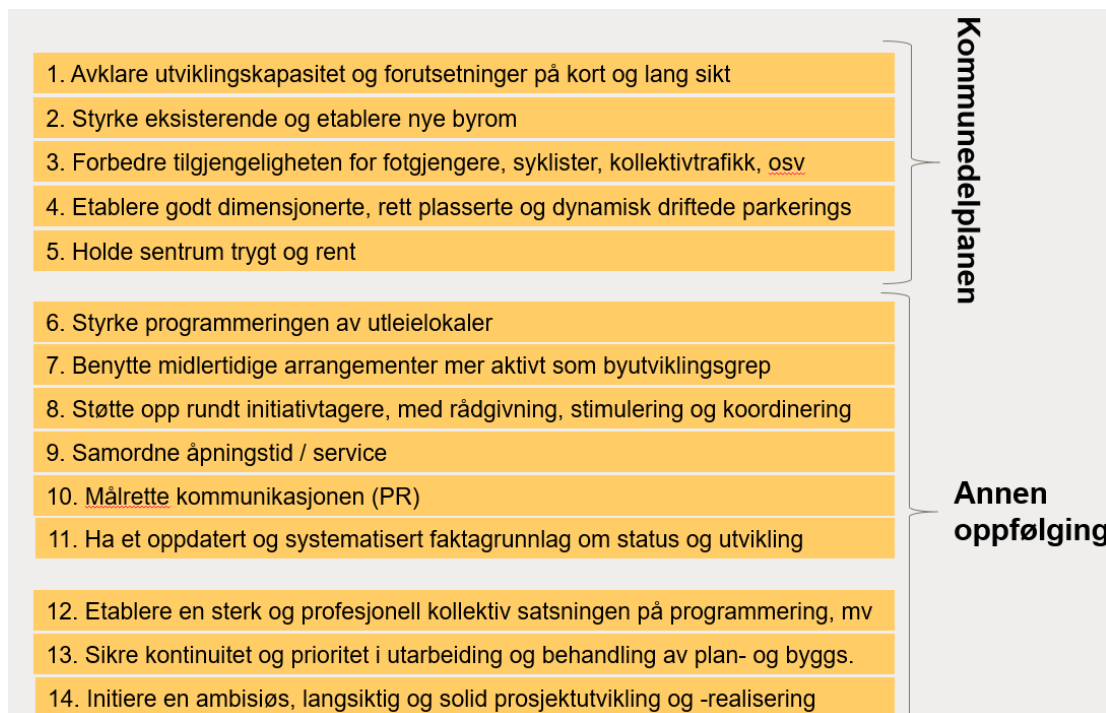 Kommunedelplanen
1. Avklare utviklingskapasitet og forutsetninger på kort og lang sikt
2. Styrke eksisterende og etablere nye byrom
3. Forbedre tilgjengeligheten for fotgjengere, syklister, kollektivtrafikk, osv
4. Etablere godt dimensjonerte, rett plasserte og dynamisk driftede parkerings
5. Holde sentrum trygt og rent
6. Styrke programmeringen av utleielokaler
7. Benytte midlertidige arrangementer mer aktivt som byutviklingsgrep
8. Støtte opp rundt initiativtagere, med rådgivning, stimulering og koordinering
9. Samordne åpningstid / service
10. Målrette kommunikasjonen (PR)
11. Ha et oppdatert og systematisert faktagrunnlag om status og utvikling
Annen
oppfølging
12. Etablere en sterk og profesjonell kollektiv satsningen på programmering, mv
13. Sikre kontinuitet og prioritet i utarbeiding og behandling av plan- og byggs.
14. Initiere en ambisiøs, langsiktig og solid prosjektutvikling og -realisering